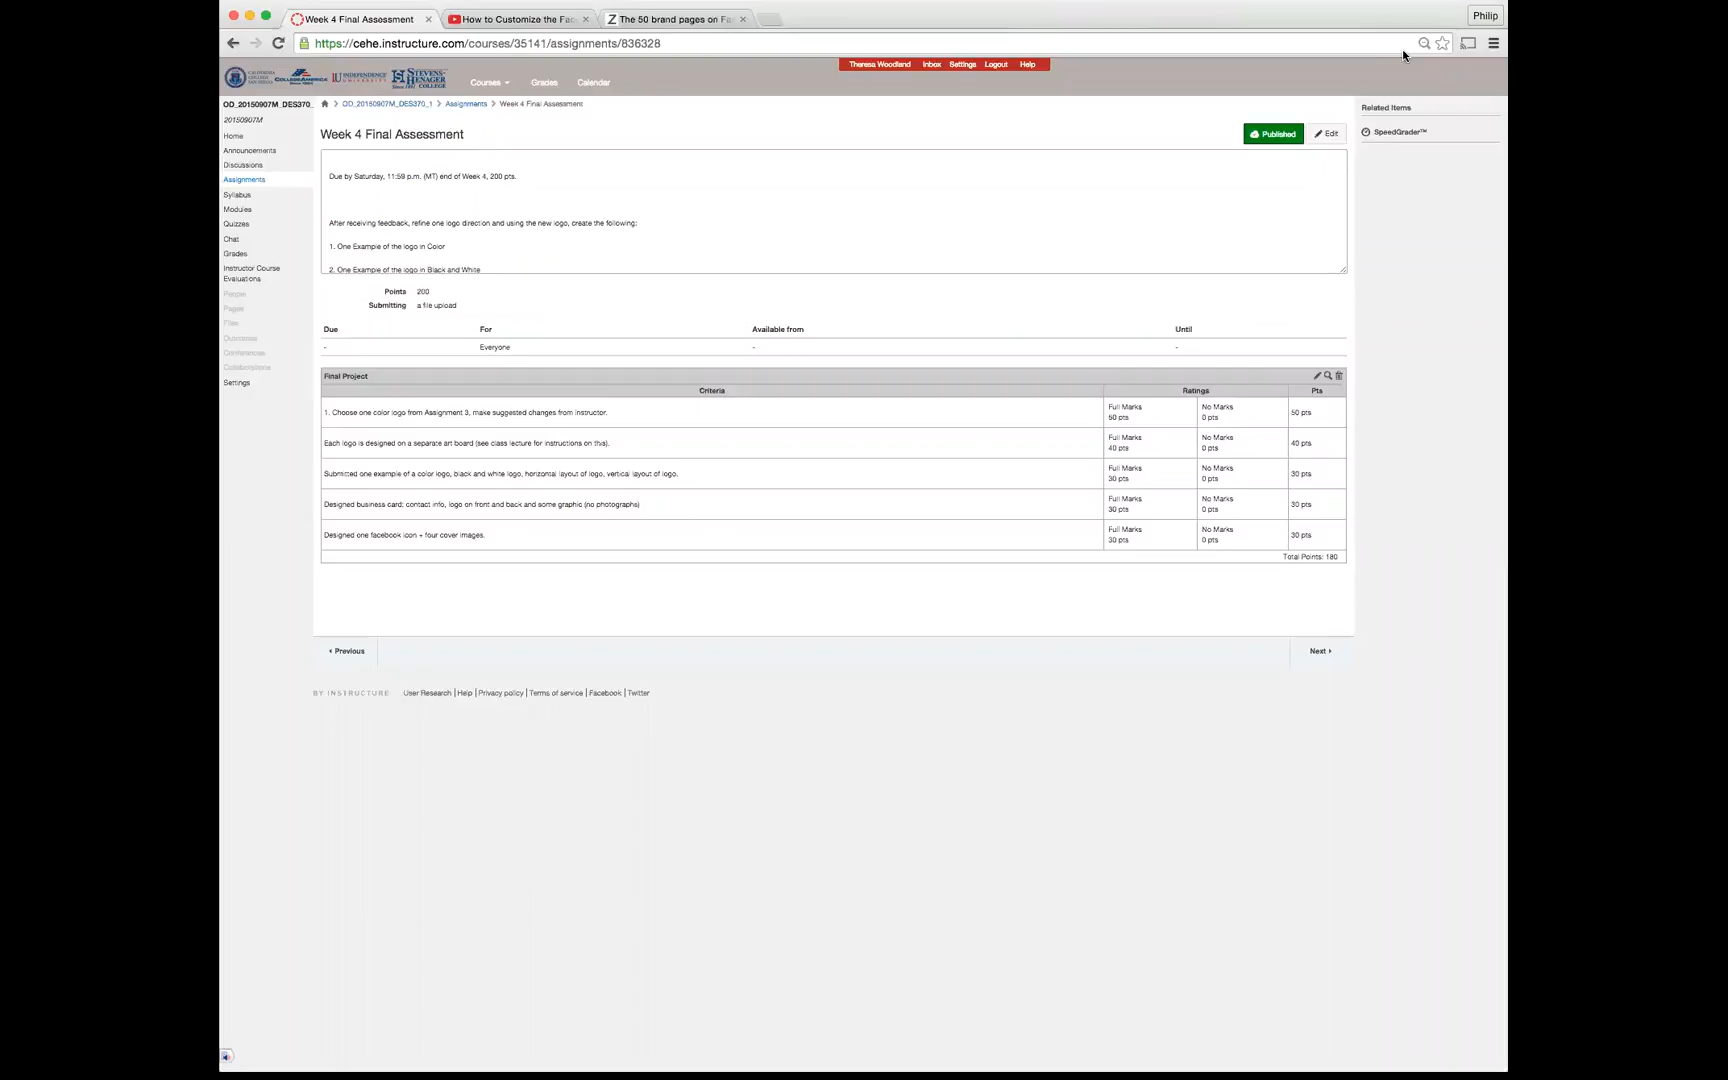 Week 4 Final Assessment
How to Customize the Fac
The 50 brand pages on Fa
Philip
https://cehe.instructure.com/courses/35141/assignments/836328
Theresa Woodland Inbox Settings Logout Help
CALIFORNIA COLLEGE SAN DIEGO
COLLEGEAMERICA
IU INDEPENDENCE UNIVERSITY
STEVENS-HENAGER COLLEGE
Courses Grades Calendar
OD_20150907M_DES370_
20150907M
Home
Announcements
Discussions
Assignments
Syllabus
Modules
Quizzes
Chat
Grades
Instructor Course
Evaluations
People
Pages
Files
Outcomes
Conferences
Collaborations
Settings
OD_20150907M_DES370_1 > Assignments > Week 4 Final Assessment
Week 4 Final Assessment
Published
Edit
Due by Saturday, 11:59 p.m. (MT) end of Week 4, 200 pts.
After receiving feedback, refine one logo direction and using the new logo, create the following:
1. One Example of the logo in Color
2. One Example of the logo in Black and White
Points 200
Submitting a file upload
Due For Available from Until
- Everyone - -
Final Project
Criteria Ratings Pts
1. Choose one color logo from Assignment 3, make suggested changes from instructor.
Full Marks No Marks
50 pts 0 pts 50 pts
Each logo is designed on a separate art board (see class lecture for instructions on this).
Full Marks No Marks
40 pts 0 pts 40 pts
Submitted one example of a color logo, black and white logo, horizontal layout of logo, vertical layout of logo.
Full Marks No Marks
30 pts 0 pts 30 pts
Designed business card: contact info, logo on front and back and some graphic (no photographs)
Full Marks No Marks
30 pts 0 pts 30 pts
Designed one facebook icon + four cover images.
Full Marks No Marks
30 pts 0 pts 30 pts
Total Points: 180
Previous
Next
BY INSTRUCTURE User Research | Help | Privacy policy | Terms of service | Facebook | Twitter
Related Items
SpeedGrader™